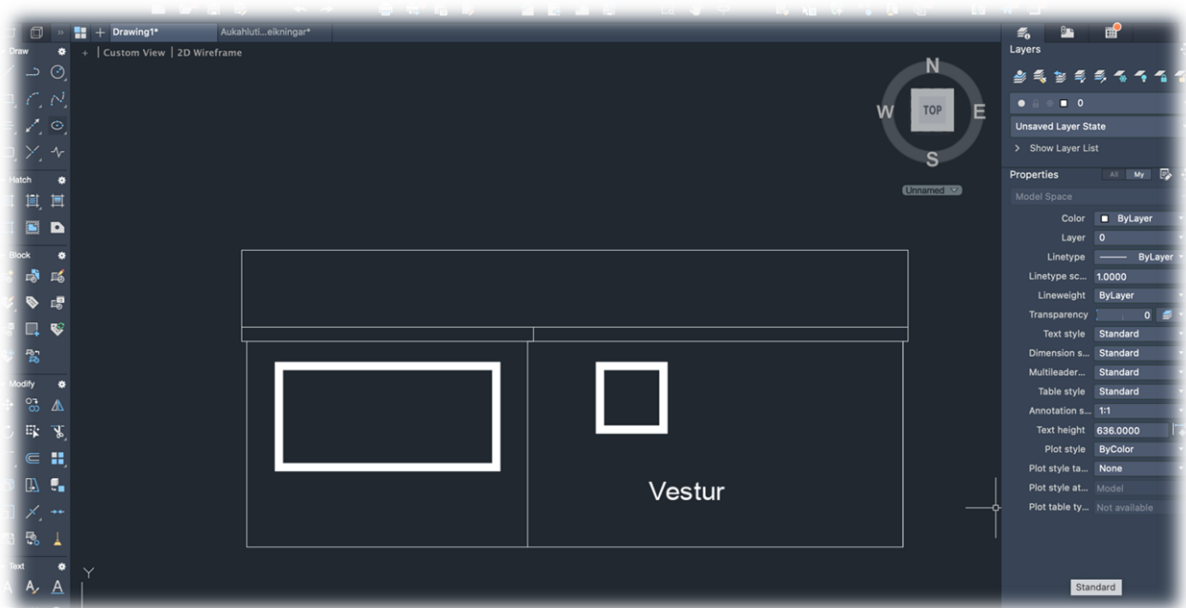 Drawing1*
Aukahluti...eikningar*
+ | Custom View | 2D Wireframe
Draw
Hatch
Block
Modify
Text
N
W
TOP
E
S
Unnamed
Vestur
Y
Layers
0
Unsaved Layer State
> Show Layer List
Properties
All My
Model Space
Color ByLayer
Layer 0
Linetype ByLayer
Linetype sc... 1.0000
Lineweight ByLayer
Transparency 0
Text style Standard
Dimension s... Standard
Multileader... Standard
Table style Standard
Annotation s... 1:1
Text height 636.0000
Plot style ByColor
Plot style ta... None
Plot style at... Model
Plot table ty... Not available
Standard